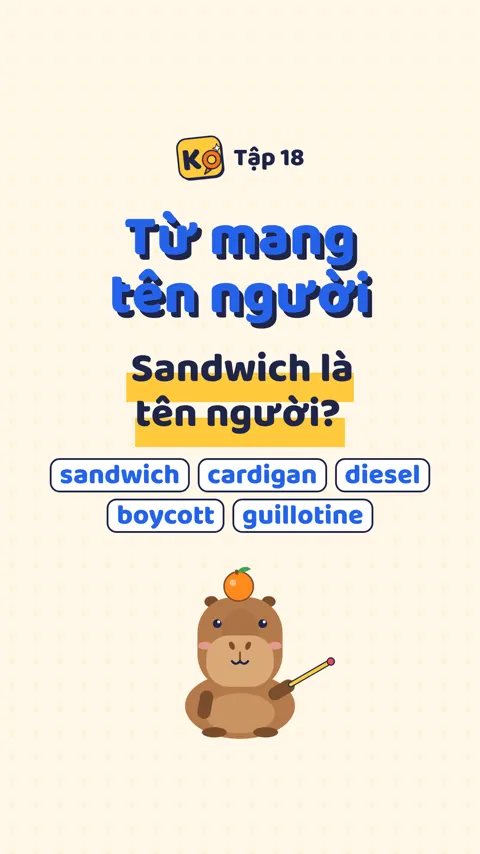 KO Tập 18
Từ mang
tên người
Sandwich là
tên người?
sandwich cardigan diesel
boycott guillotine